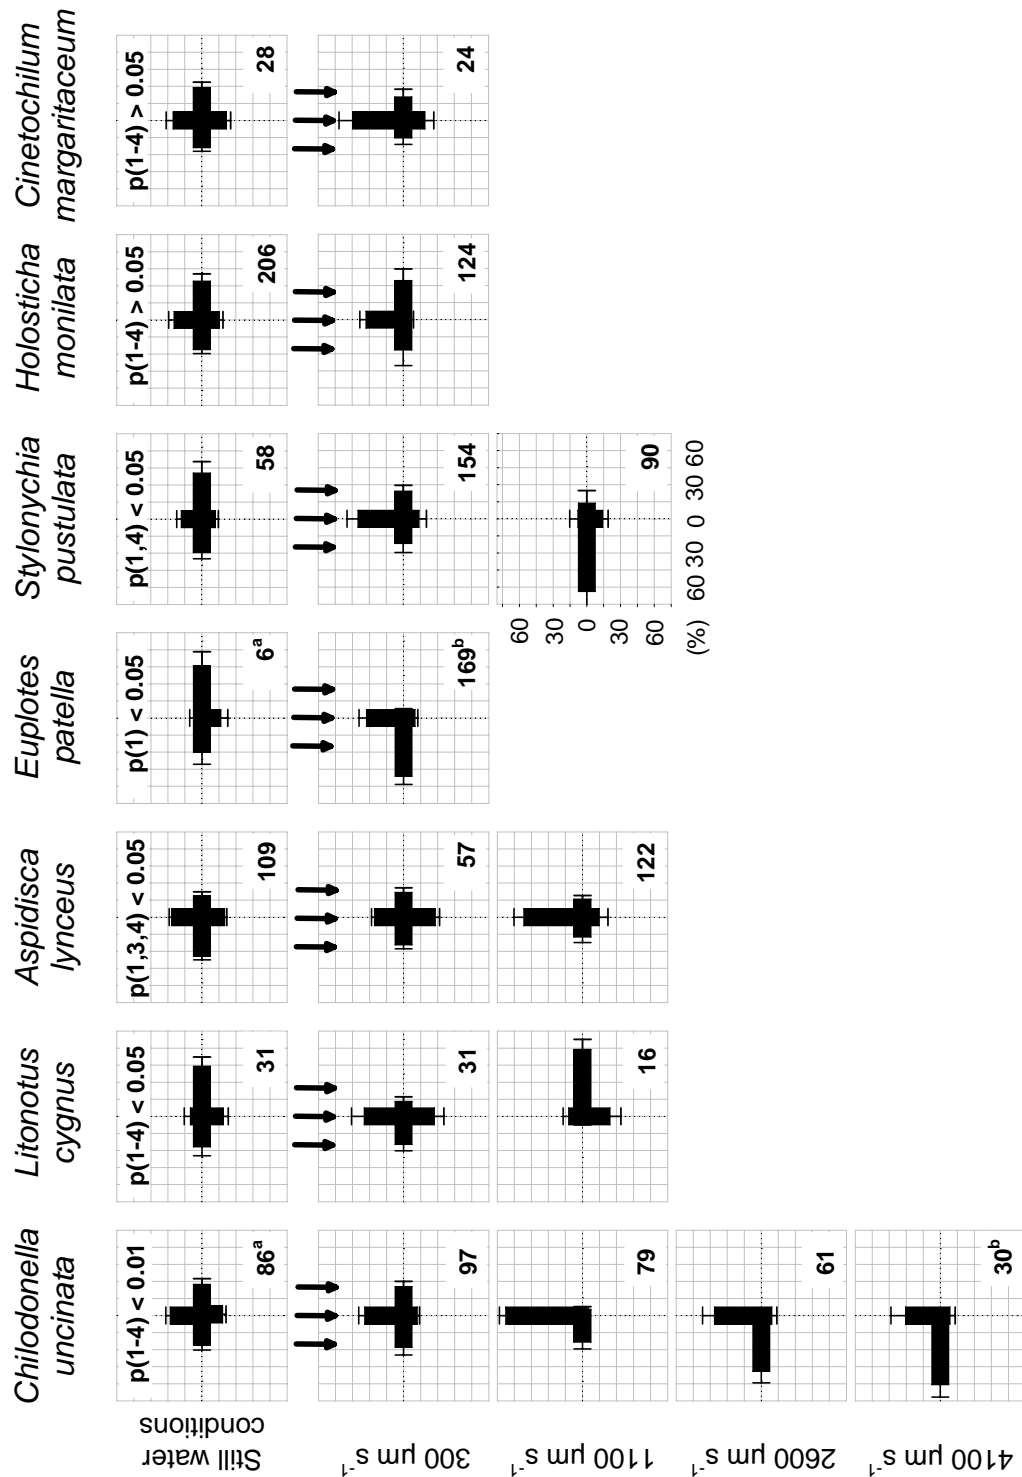 Chilodonella
uncinata
Litonotus
cygnus
Aspidisca
lynceus
Euplotes
patella
Stylonychia
pustulata
Holosticha
monilata
Cinetochilum
margaritaceum
Still water
conditions
p(1-4) < 0.01
86ᵃ
p(1-4) < 0.05
31
p(1,3,4) < 0.05
109
p(1) < 0.05
6ᵃ
p(1,4) < 0.05
58
p(1-4) > 0.05
206
p(1-4) > 0.05
28
300 µm s⁻¹
97
31
57
169ᵇ
154
124
24
1100 µm s⁻¹
79
16
122
90
60
30
0
30
60
(%)
60 30 0 30 60
2600 µm s⁻¹
61
4100 µm s⁻¹
30ᵇ